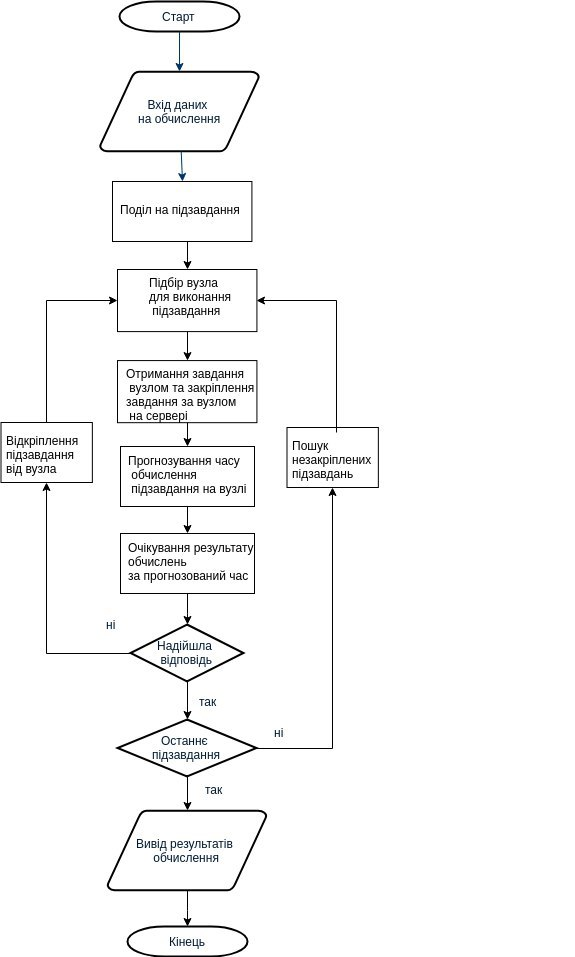 Старт
Вхід даних
на обчислення
Поділ на підзавдання
Підбір вузла
для виконання
підзавдання
Отримання завдання
вузлом та закріплення
завдання за вузлом
на сервері
Відкріплення
підзавдання
від вузла
Пошук
незакріплених
підзавдань
Прогнозування часу
обчислення
підзавдання на вузлі
Очікування результату
обчислень
за прогнозований час
ні
Надійшла
відповідь
так
Останнє
підзавдання
ні
так
Вивід результатів
обчислення
Кінець